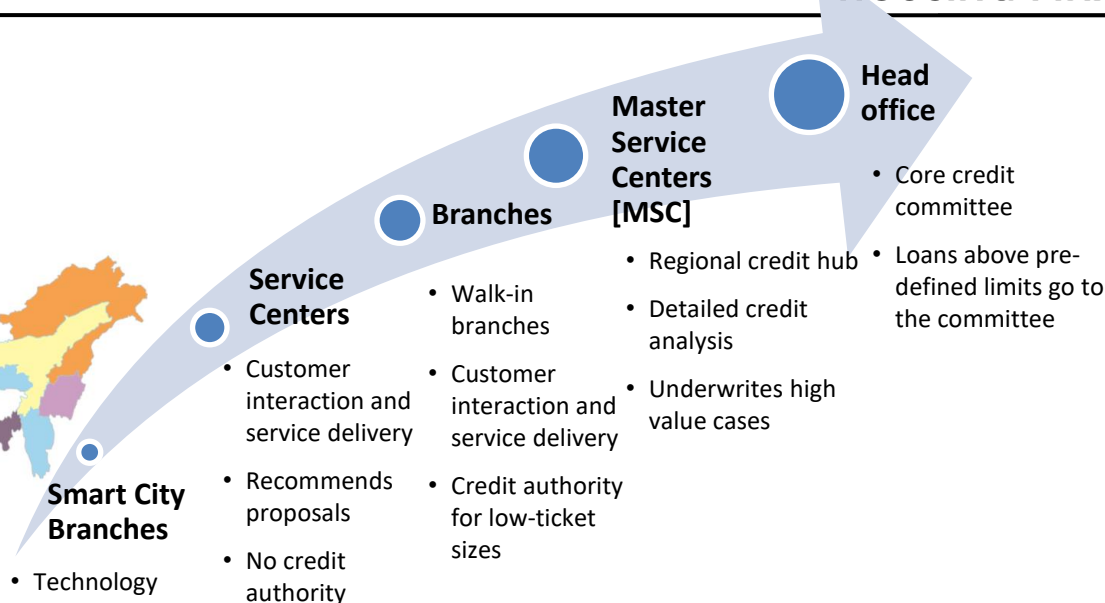 Head
office
• Core credit
committee
• Loans above pre-
defined limits go to
the committee
Master
Service
Centers
[MSC]
• Regional credit hub
• Detailed credit
analysis
• Underwrites high
value cases
Branches
• Walk-in
branches
• Customer
interaction and
service delivery
• Credit authority
for low-ticket
sizes
Service
Centers
• Customer
interaction and
service delivery
• Recommends
proposals
• No credit
authority
Smart City
Branches
• Technology